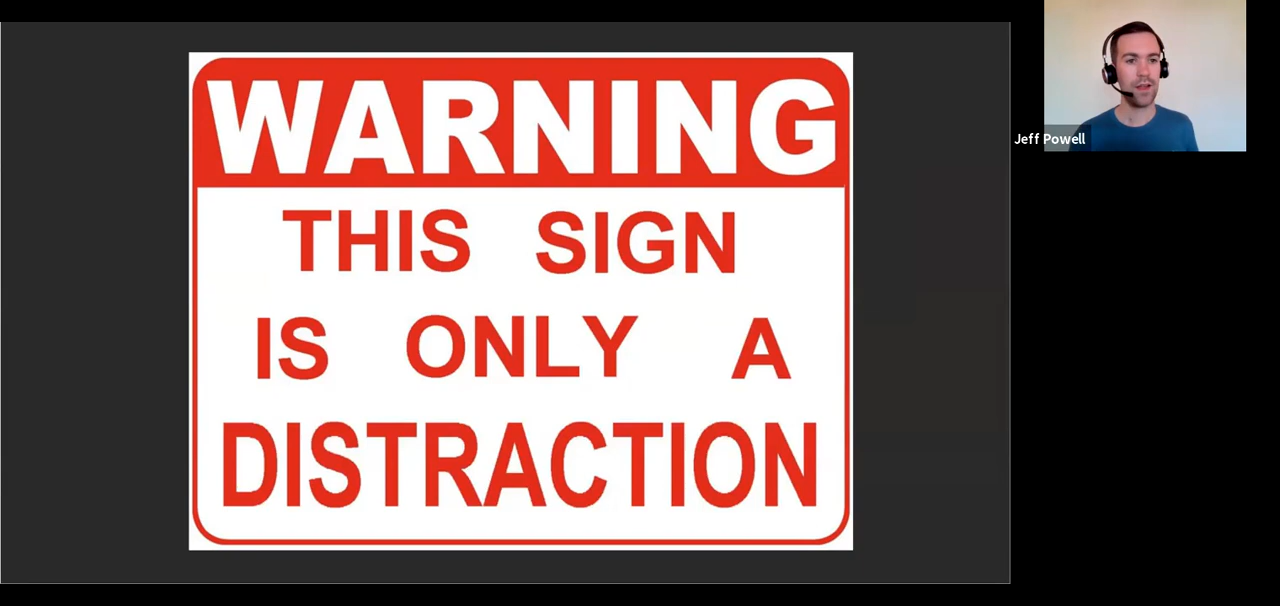 WARNING
THIS SIGN
IS ONLY A
DISTRACTION
Jeff Powell